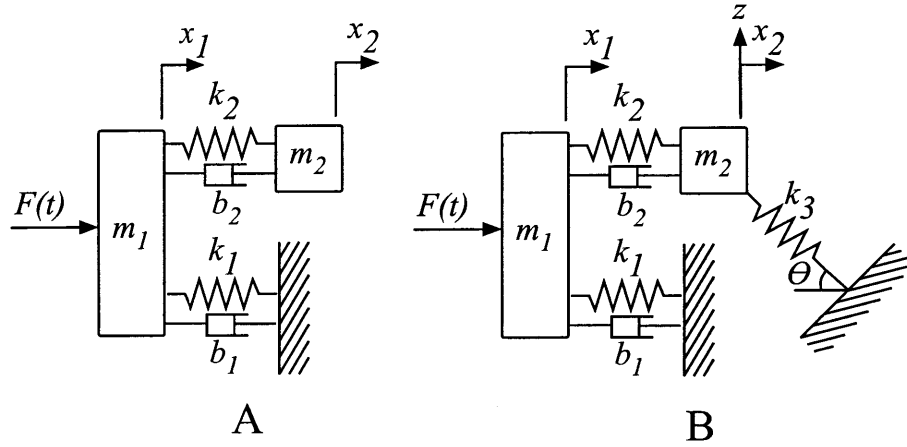 x1
x2
k2
m2
b2
F(t)
m1
k1
b1
A
z
x1
x2
k2
m2
b2
k3
F(t)
m1
k1
θ
b1
B